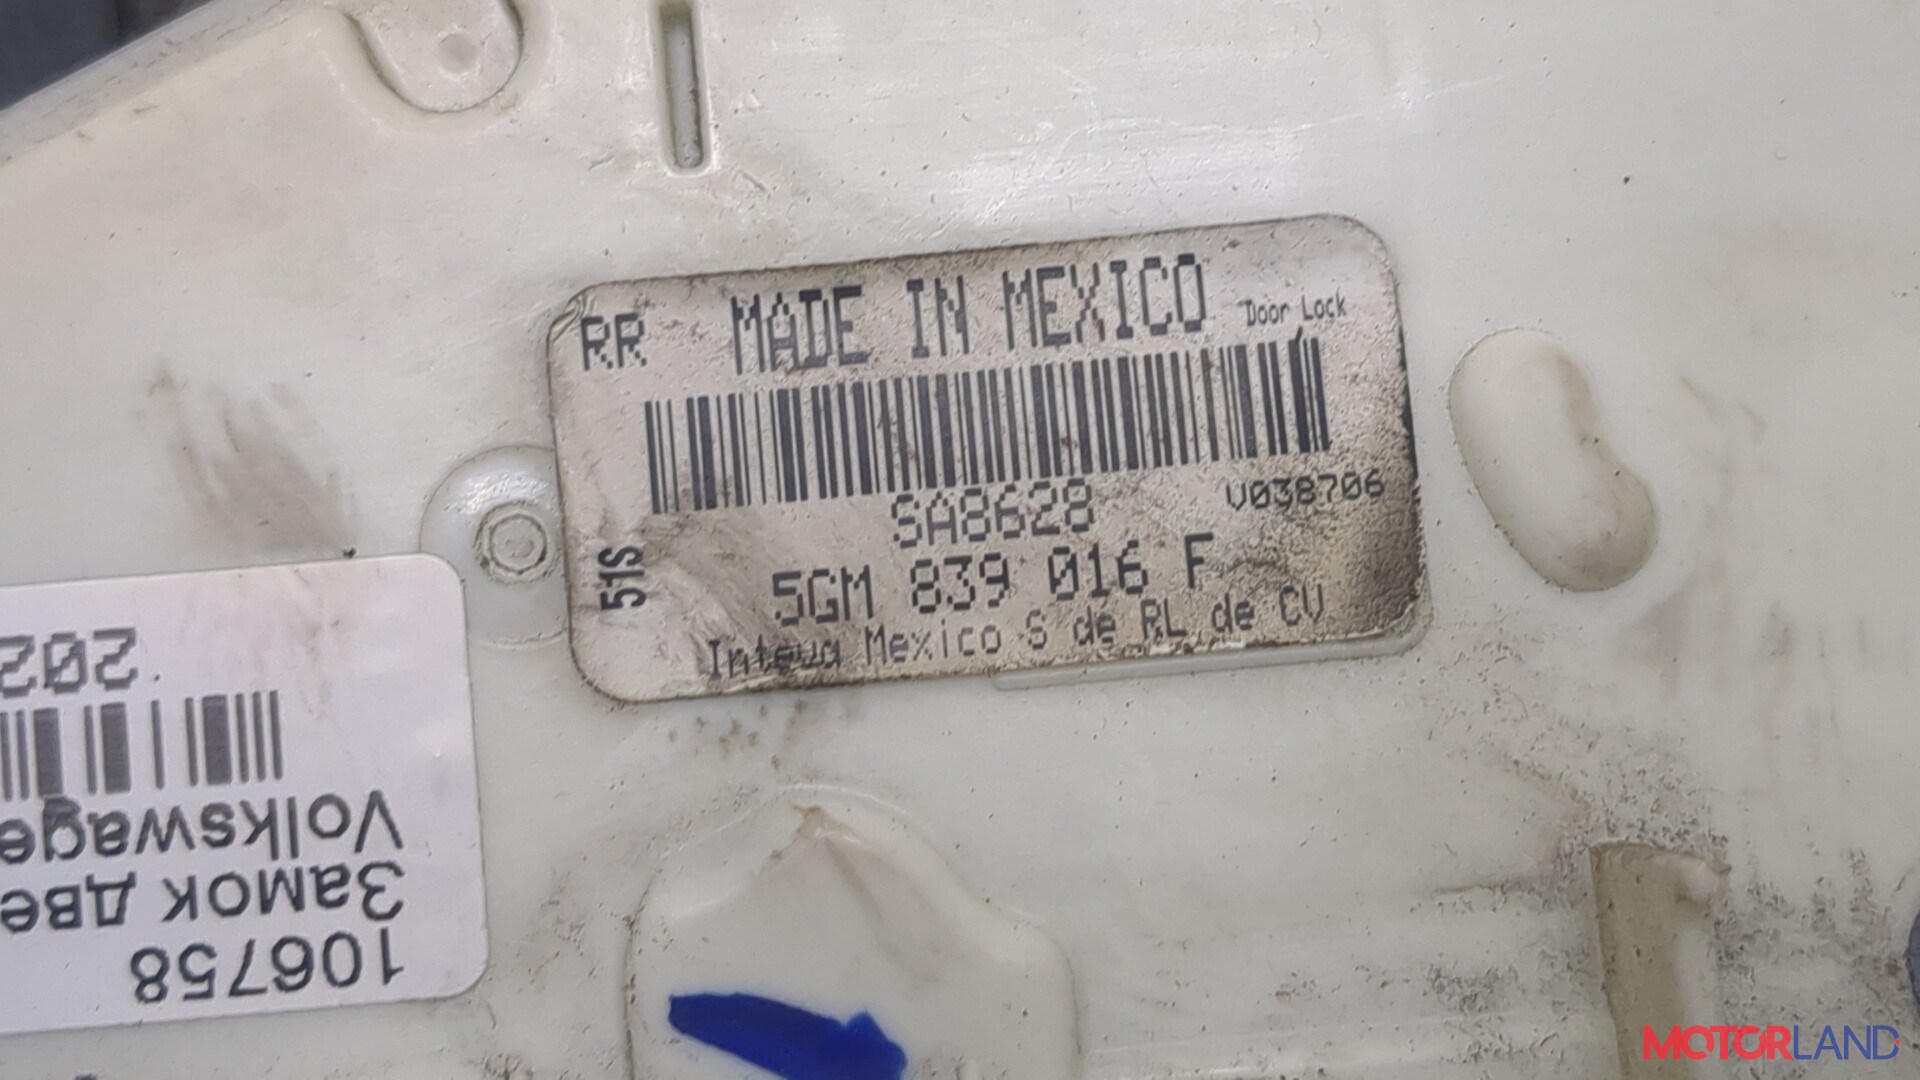 RR MADE IN MEXICO Door Lock
SA8628 V038706
51S
5GM 839 016 F
Inteva Mexico S de RL de CV
106758
Замок две
Volkswage
202
MOTORLAND